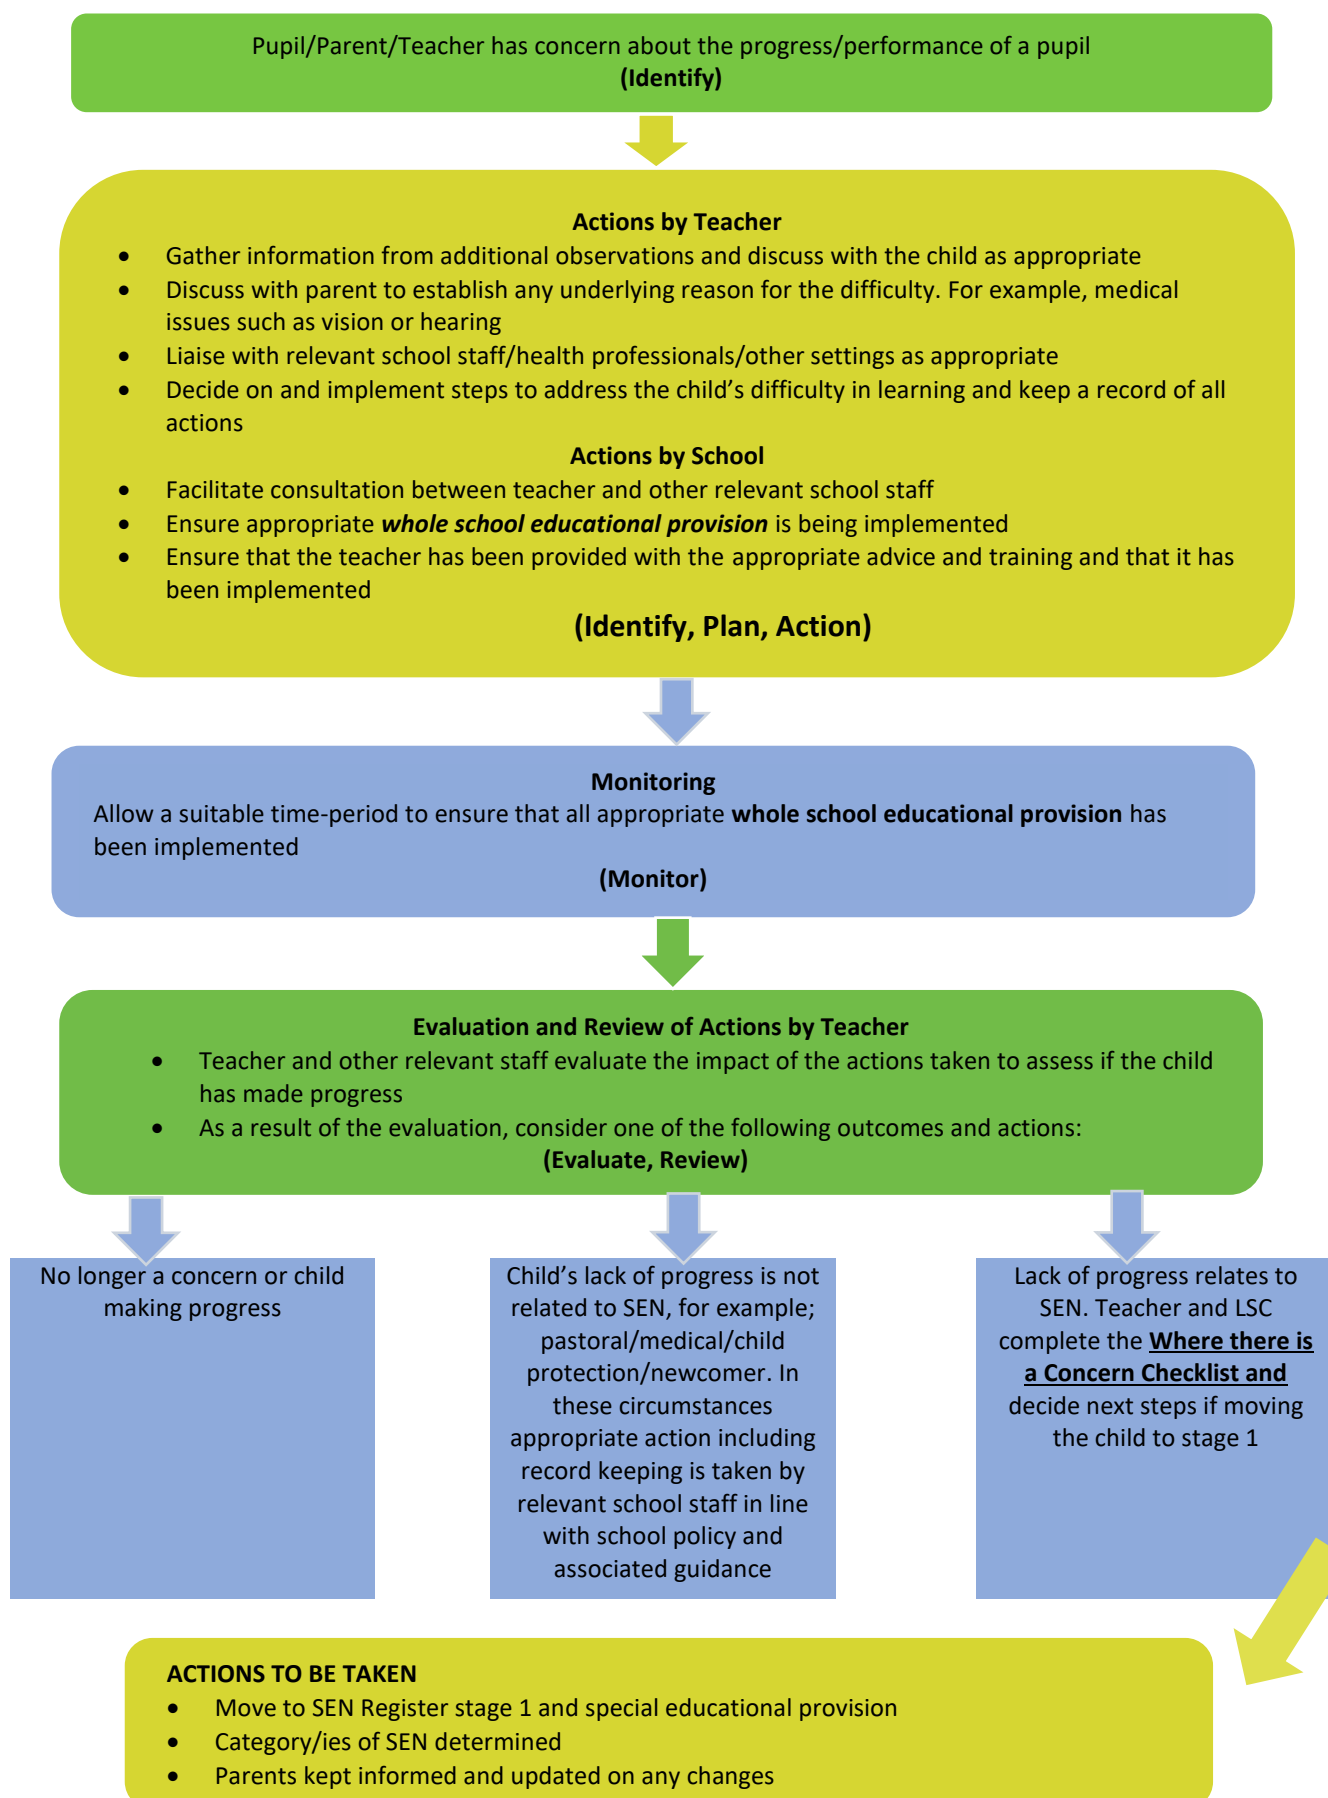 Pupil/Parent/Teacher has concern about the progress/performance of a pupil
(Identify)
Actions by Teacher
• Gather information from additional observations and discuss with the child as appropriate
• Discuss with parent to establish any underlying reason for the difficulty. For example, medical
issues such as vision or hearing
• Liaise with relevant school staff/health professionals/other settings as appropriate
• Decide on and implement steps to address the child’s difficulty in learning and keep a record of all
actions
Actions by School
• Facilitate consultation between teacher and other relevant school staff
• Ensure appropriate whole school educational provision is being implemented
• Ensure that the teacher has been provided with the appropriate advice and training and that it has
been implemented
(Identify, Plan, Action)
Monitoring
Allow a suitable time-period to ensure that all appropriate whole school educational provision has
been implemented
(Monitor)
Evaluation and Review of Actions by Teacher
• Teacher and other relevant staff evaluate the impact of the actions taken to assess if the child
has made progress
• As a result of the evaluation, consider one of the following outcomes and actions:
(Evaluate, Review)
No longer a concern or child
making progress
Child’s lack of progress is not
related to SEN, for example;
pastoral/medical/child
protection/newcomer. In
these circumstances
appropriate action including
record keeping is taken by
relevant school staff in line
with school policy and
associated guidance
Lack of progress relates to
SEN. Teacher and LSC
complete the Where there is
a Concern Checklist and
decide next steps if moving
the child to stage 1
ACTIONS TO BE TAKEN
• Move to SEN Register stage 1 and special educational provision
• Category/ies of SEN determined
• Parents kept informed and updated on any changes